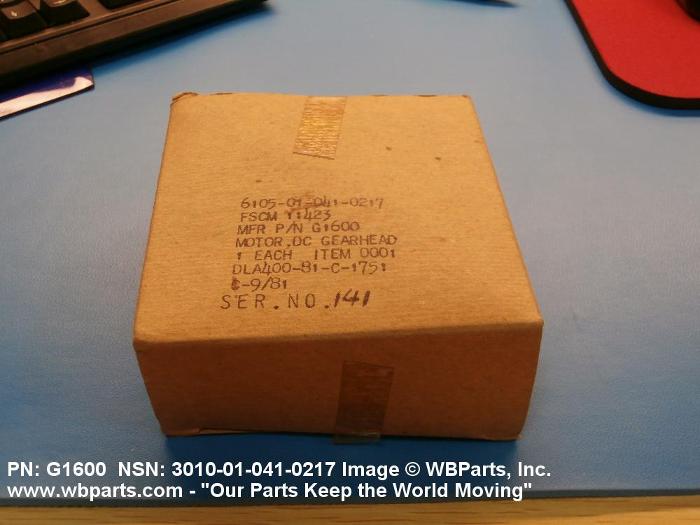 6105-01-041-0217
FSCM 11423
MFR P/N G1600
MOTOR,DC GEARHEAD
1 EACH ITEM 0001
DLA400-81-C-1751
C-9/81
SER.NO.141
PN: G1600 NSN: 3010-01-041-0217 Image © WBParts, Inc.
www.wbparts.com - "Our Parts Keep the World Moving"